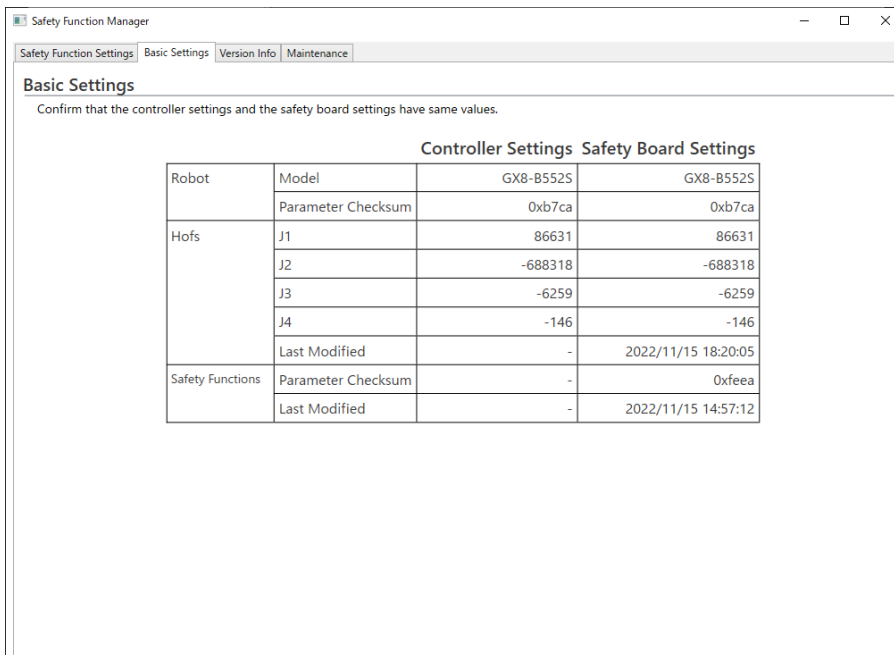 Safety Function Manager
Safety Function Settings Basic Settings Version Info Maintenance
Basic Settings
Confirm that the controller settings and the safety board settings have same values.
Controller Settings Safety Board Settings
Robot Model GX8-B552S GX8-B552S
Parameter Checksum 0xb7ca 0xb7ca
Hofs J1 86631 86631
J2 -688318 -688318
J3 -6259 -6259
J4 -146 -146
Last Modified - 2022/11/15 18:20:05
Safety Functions Parameter Checksum - 0xfeea
Last Modified - 2022/11/15 14:57:12